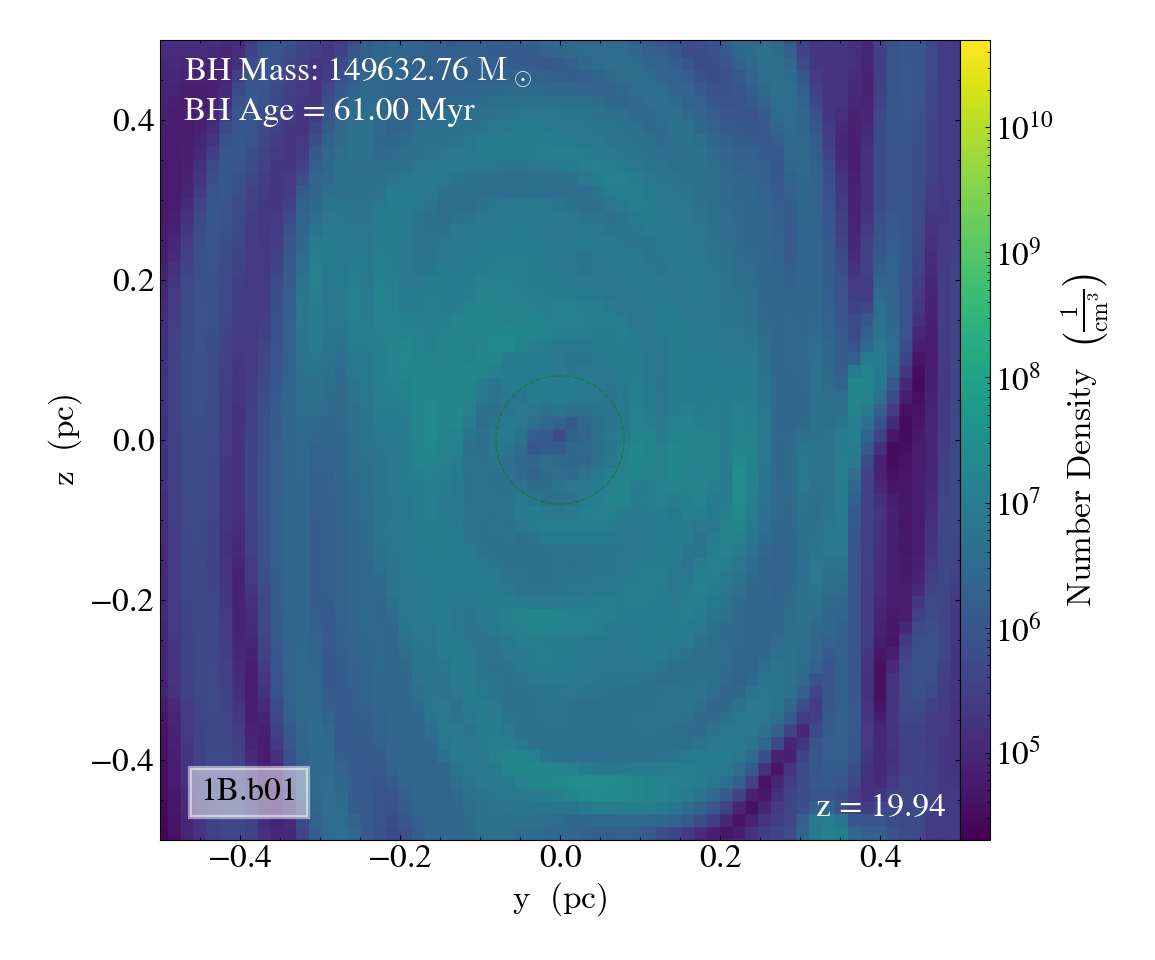 BH Mass: 149632.76 M⊙
BH Age = 61.00 Myr
0.4
0.2
0.0
−0.2
−0.4
z (pc)
1B.b01
z = 19.94
−0.4 −0.2 0.0 0.2 0.4
y (pc)
10^10
10^9
10^8
10^7
10^6
10^5
Number Density (1/cm^3)